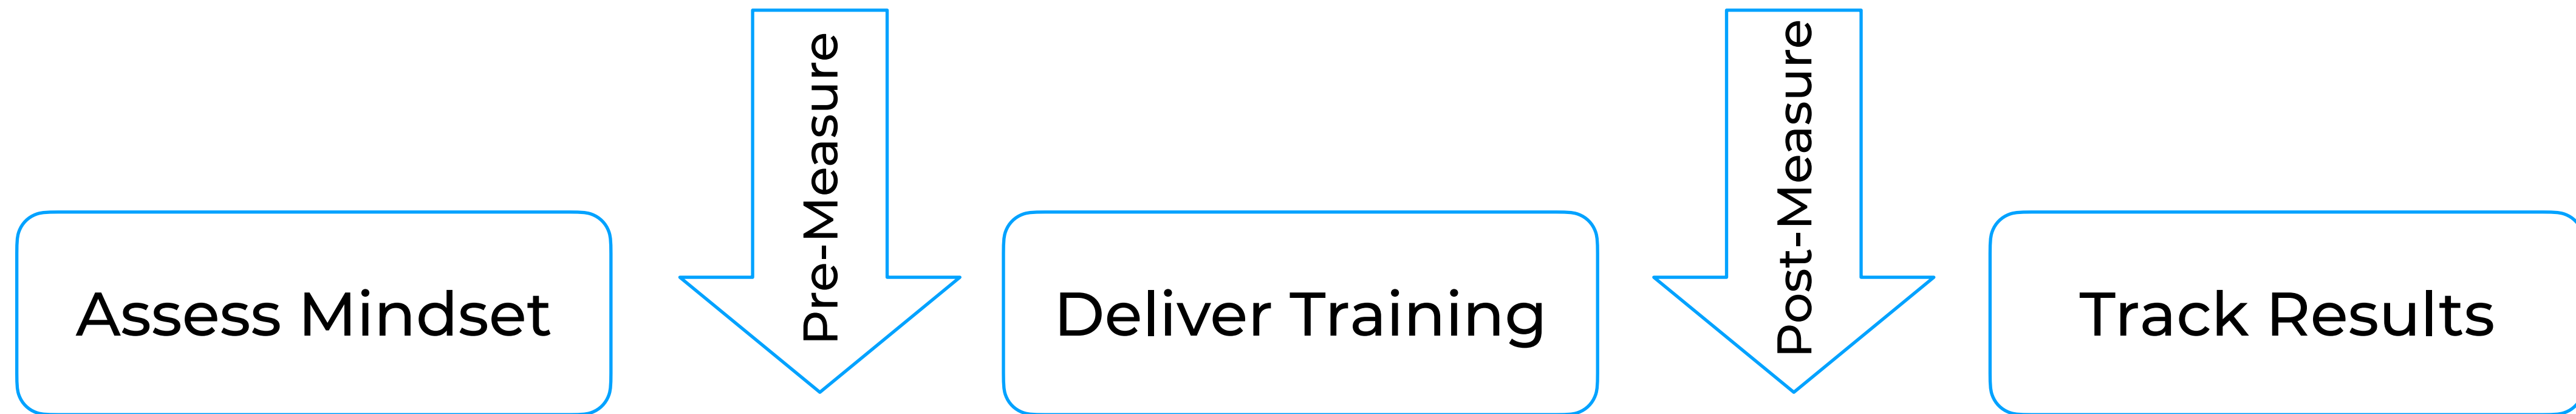 Assess Mindset
Pre-Measure
Deliver Training
Post-Measure
Track Results